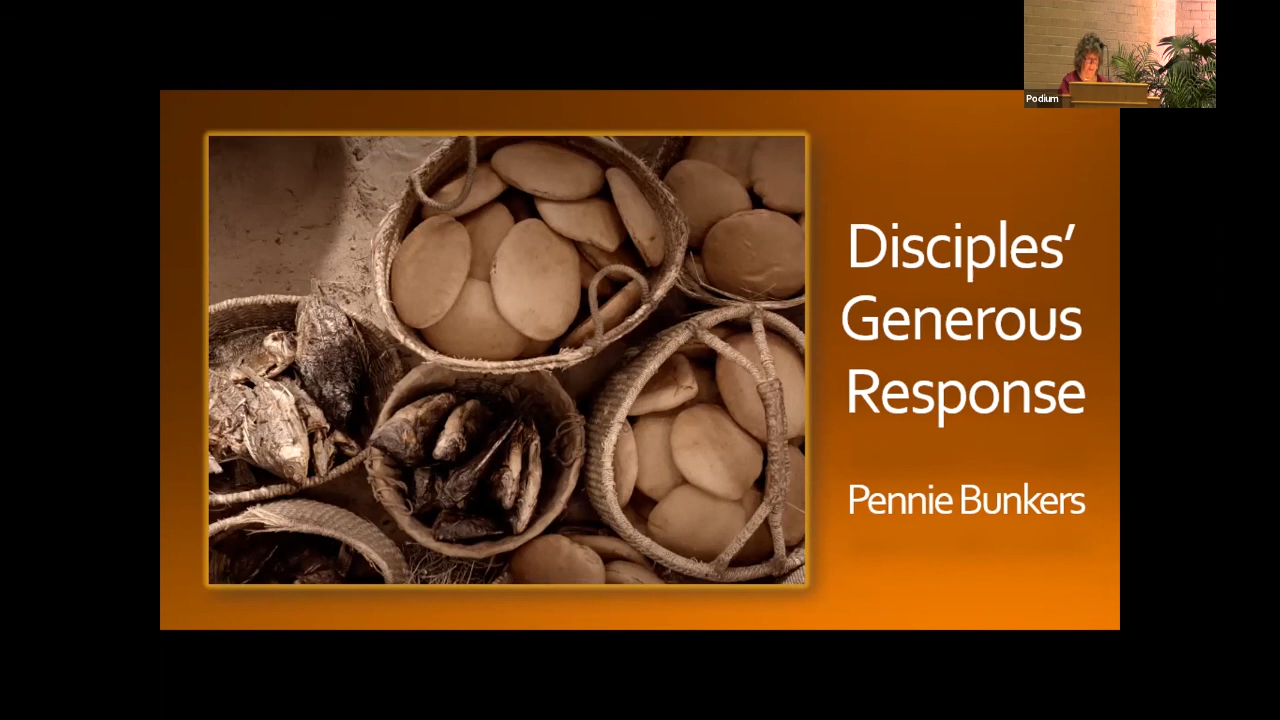 Podium
Disciples’
Generous
Response
Pennie Bunkers